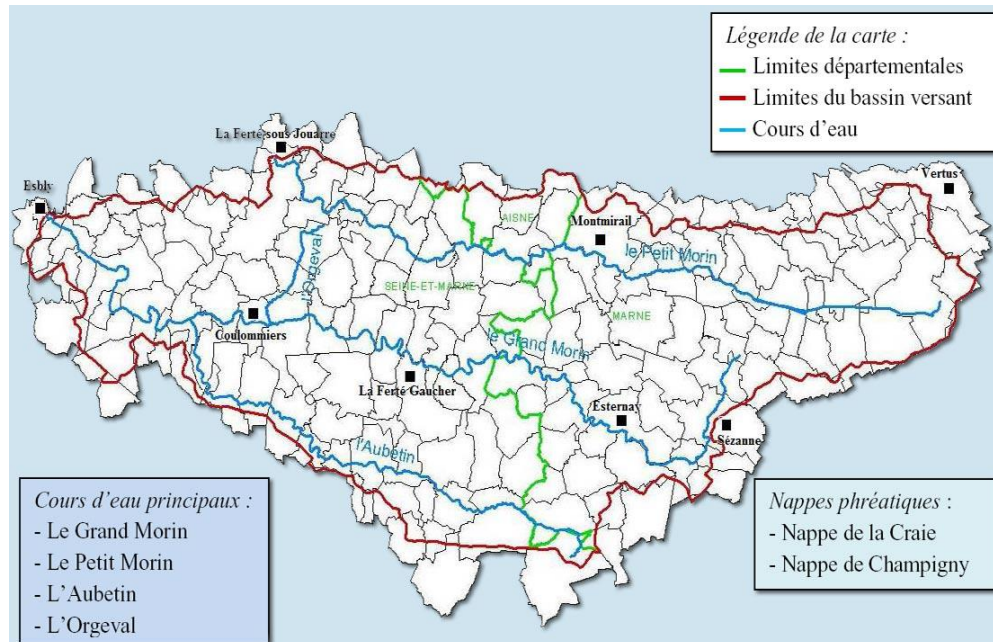 Légende de la carte :
Limites départementales
Limites du bassin versant
Cours d'eau
La Ferté sous Jouarre
Esbly
Vertus
AISNE
Montmirail
le Petit Morin
l'Orgeval
SEINE-ET-MARNE
MARNE
Coulommiers
le Grand Morin
La Ferté Gaucher
Esternay
Sézanne
l'Aubetin
Cours d'eau principaux :
- Le Grand Morin
- Le Petit Morin
- L'Aubetin
- L'Orgeval
Nappes phréatiques :
- Nappe de la Craie
- Nappe de Champigny